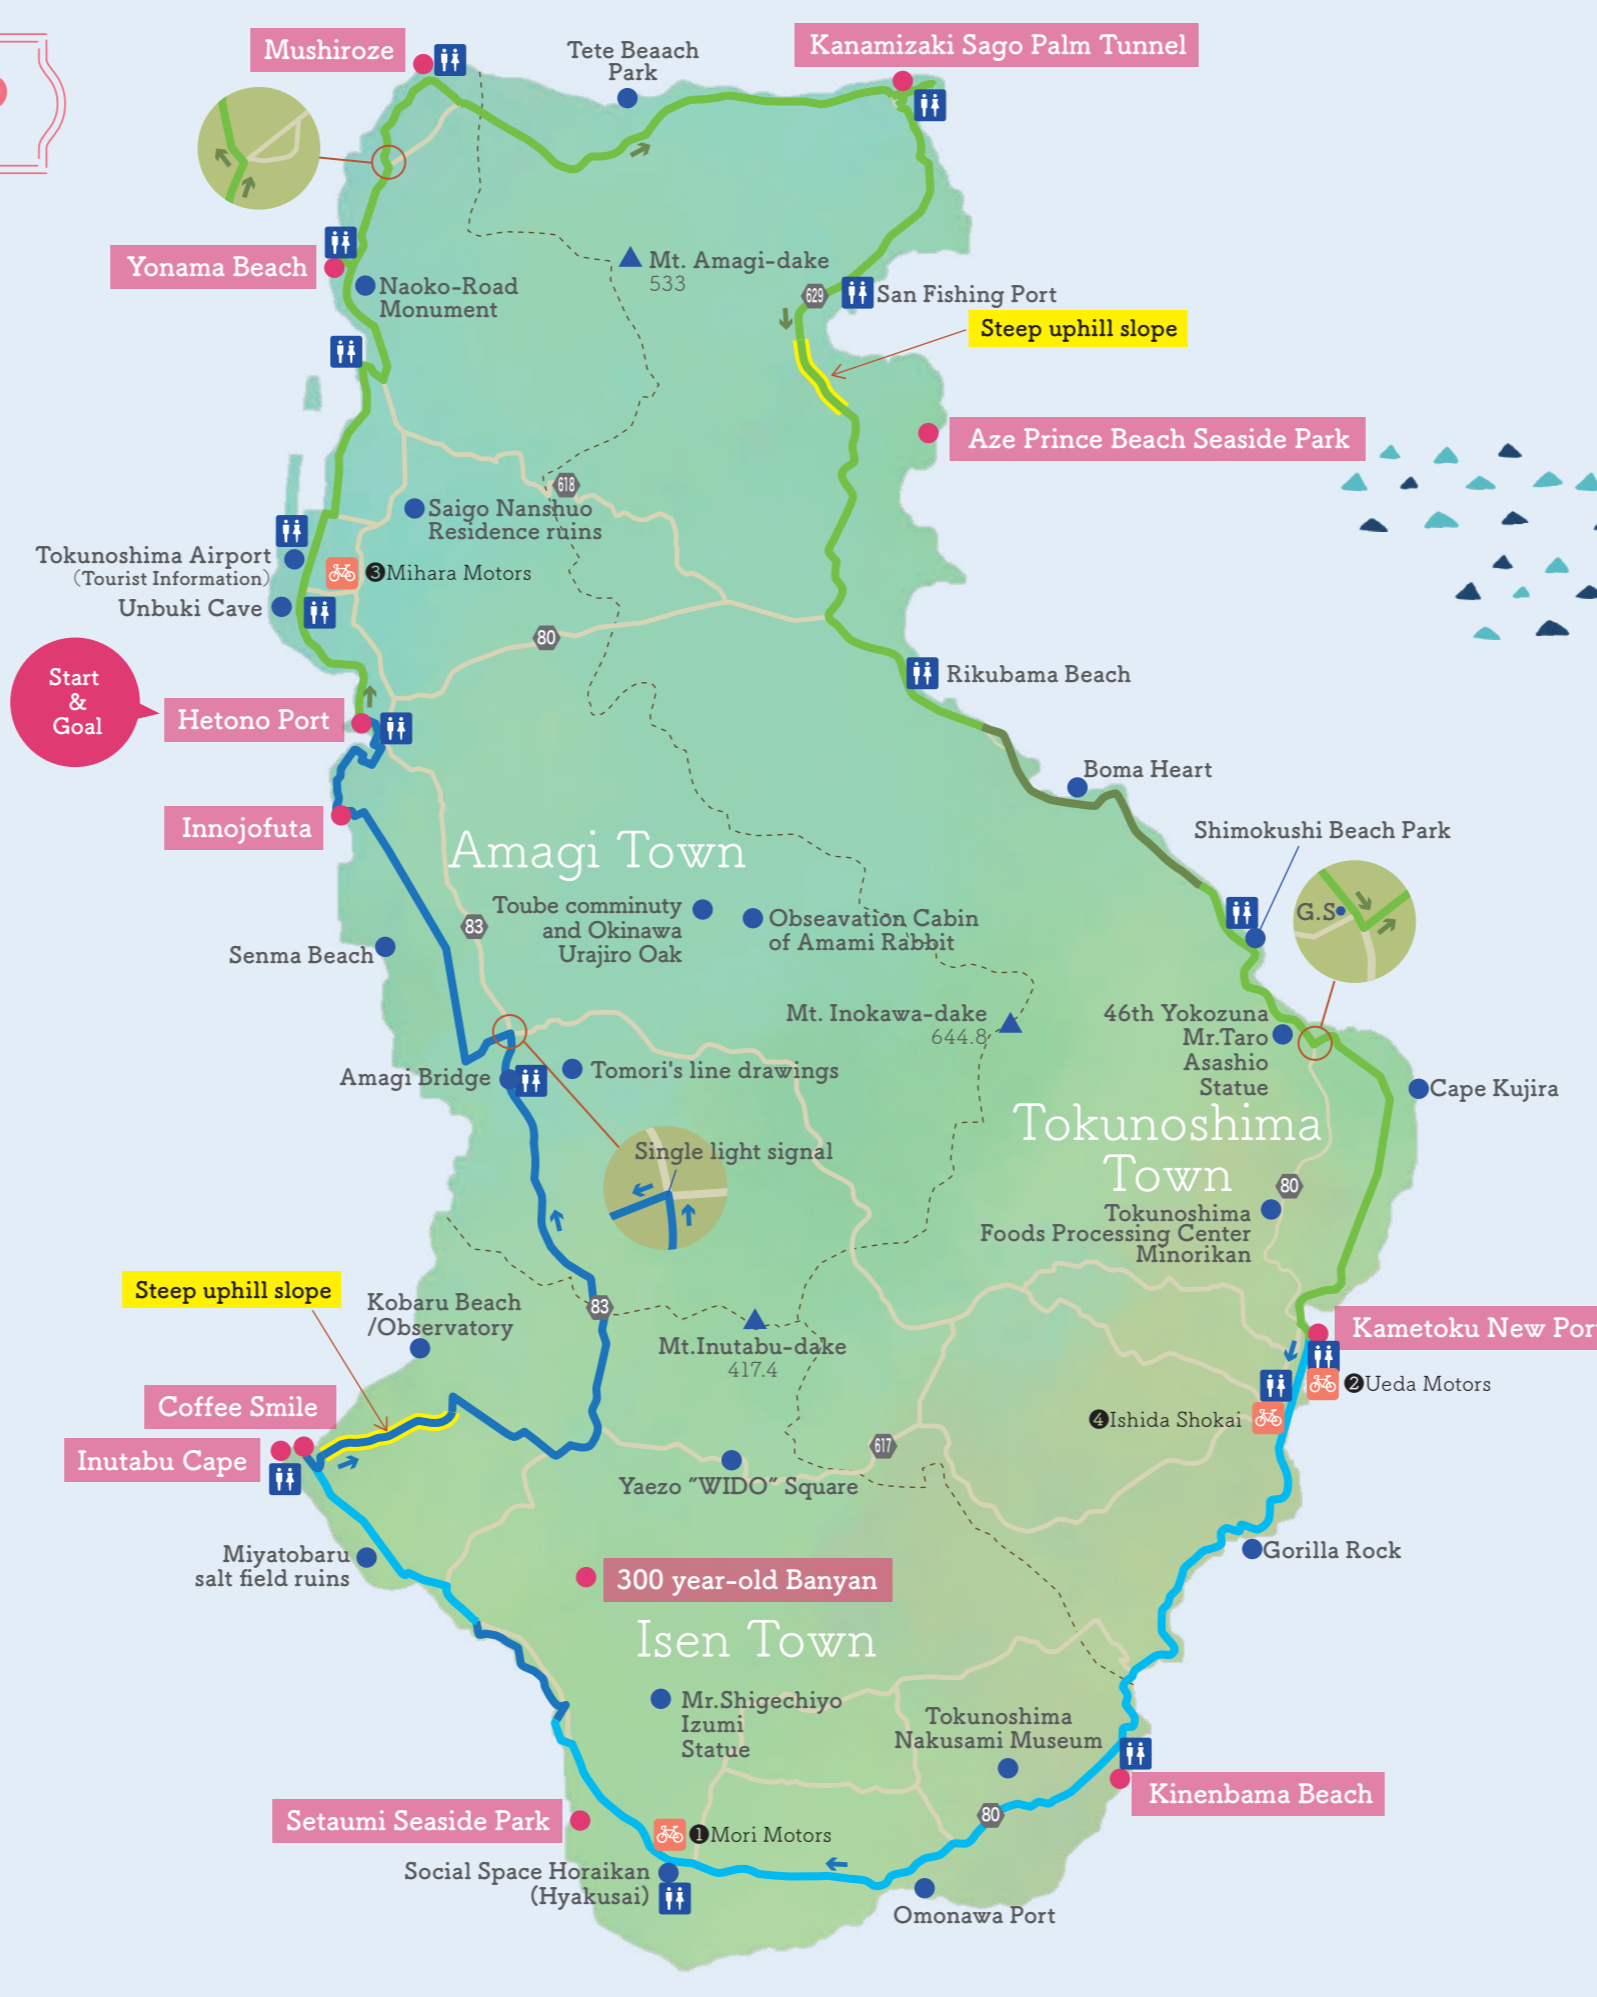 Mushiroze
Tete Beaach
Park
Kanamizaki Sago Palm Tunnel
Yonama Beach
Naoko-Road
Monument
Mt. Amagi-dake
533
629
San Fishing Port
Steep uphill slope
Aze Prince Beach Seaside Park
618
Saigo Nanshuo
Residence ruins
Tokunoshima Airport
(Tourist Information)
❸Mihara Motors
Unbuki Cave
80
Start
&
Goal
Hetono Port
Rikubama Beach
Boma Heart
Innojofuta
Shimokushi Beach Park
Amagi Town
G.S
83
Toube comminuty
and Okinawa
Urajiro Oak
Obseavation Cabin
of Amami Rabbit
Senma Beach
Mt. Inokawa-dake
644.8
46th Yokozuna
Mr.Taro
Asashio
Statue
Amagi Bridge
Tomori's line drawings
Cape Kujira
Tokunoshima
Town
Single light signal
80
Tokunoshima
Foods Processing Center
Minorikan
Steep uphill slope
Kobaru Beach
/Observatory
83
Mt.Inutabu-dake
417.4
Kametoku New Por
❷Ueda Motors
❹Ishida Shokai
Coffee Smile
Inutabu Cape
617
Yaezo "WIDO" Square
Miyatobaru
salt field ruins
Gorilla Rock
300 year-old Banyan
Isen Town
Mr.Shigechiyo
Izumi
Statue
Tokunoshima
Nakusami Museum
Kinenbama Beach
80
Setaumi Seaside Park
❶Mori Motors
Social Space Horaikan
(Hyakusai)
Omonawa Port